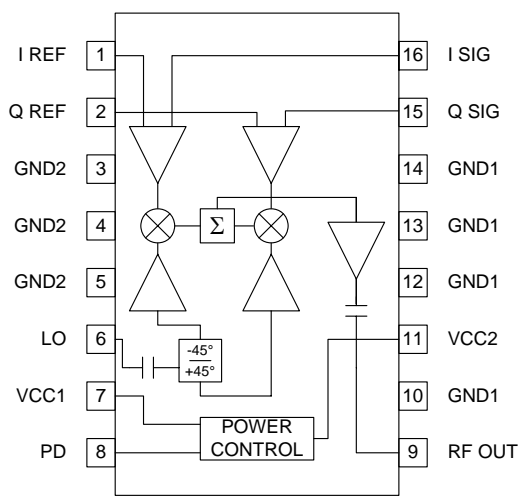 I REF 1 16 I SIG
Q REF 2 15 Q SIG
GND2 3 14 GND1
GND2 4 Σ 13 GND1
GND2 5 12 GND1
LO 6 -45° 11 VCC2
+45°
VCC1 7 10 GND1
POWER
CONTROL
PD 8 9 RF OUT